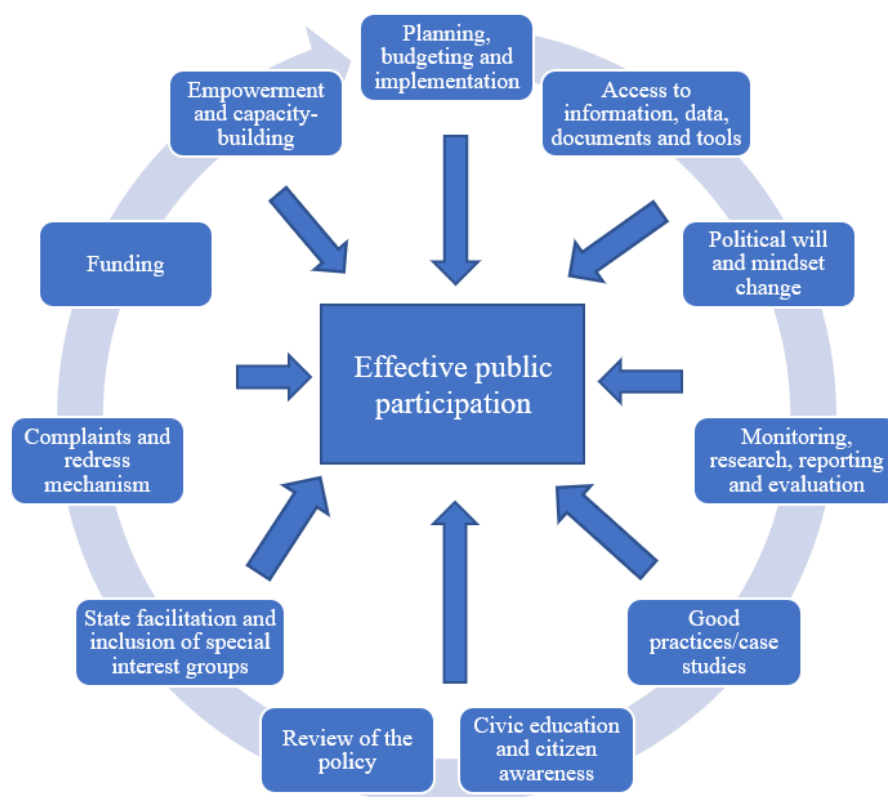 Planning,
budgeting and
implementation
Access to
information, data,
documents and tools
Political will
and mindset
change
Monitoring,
research, reporting
and evaluation
Good
practices/case
studies
Civic education
and citizen
awareness
Review of the
policy
State facilitation and
inclusion of special
interest groups
Complaints and
redress mechanism
Funding
Empowerment
and capacity-
building
Effective public
participation